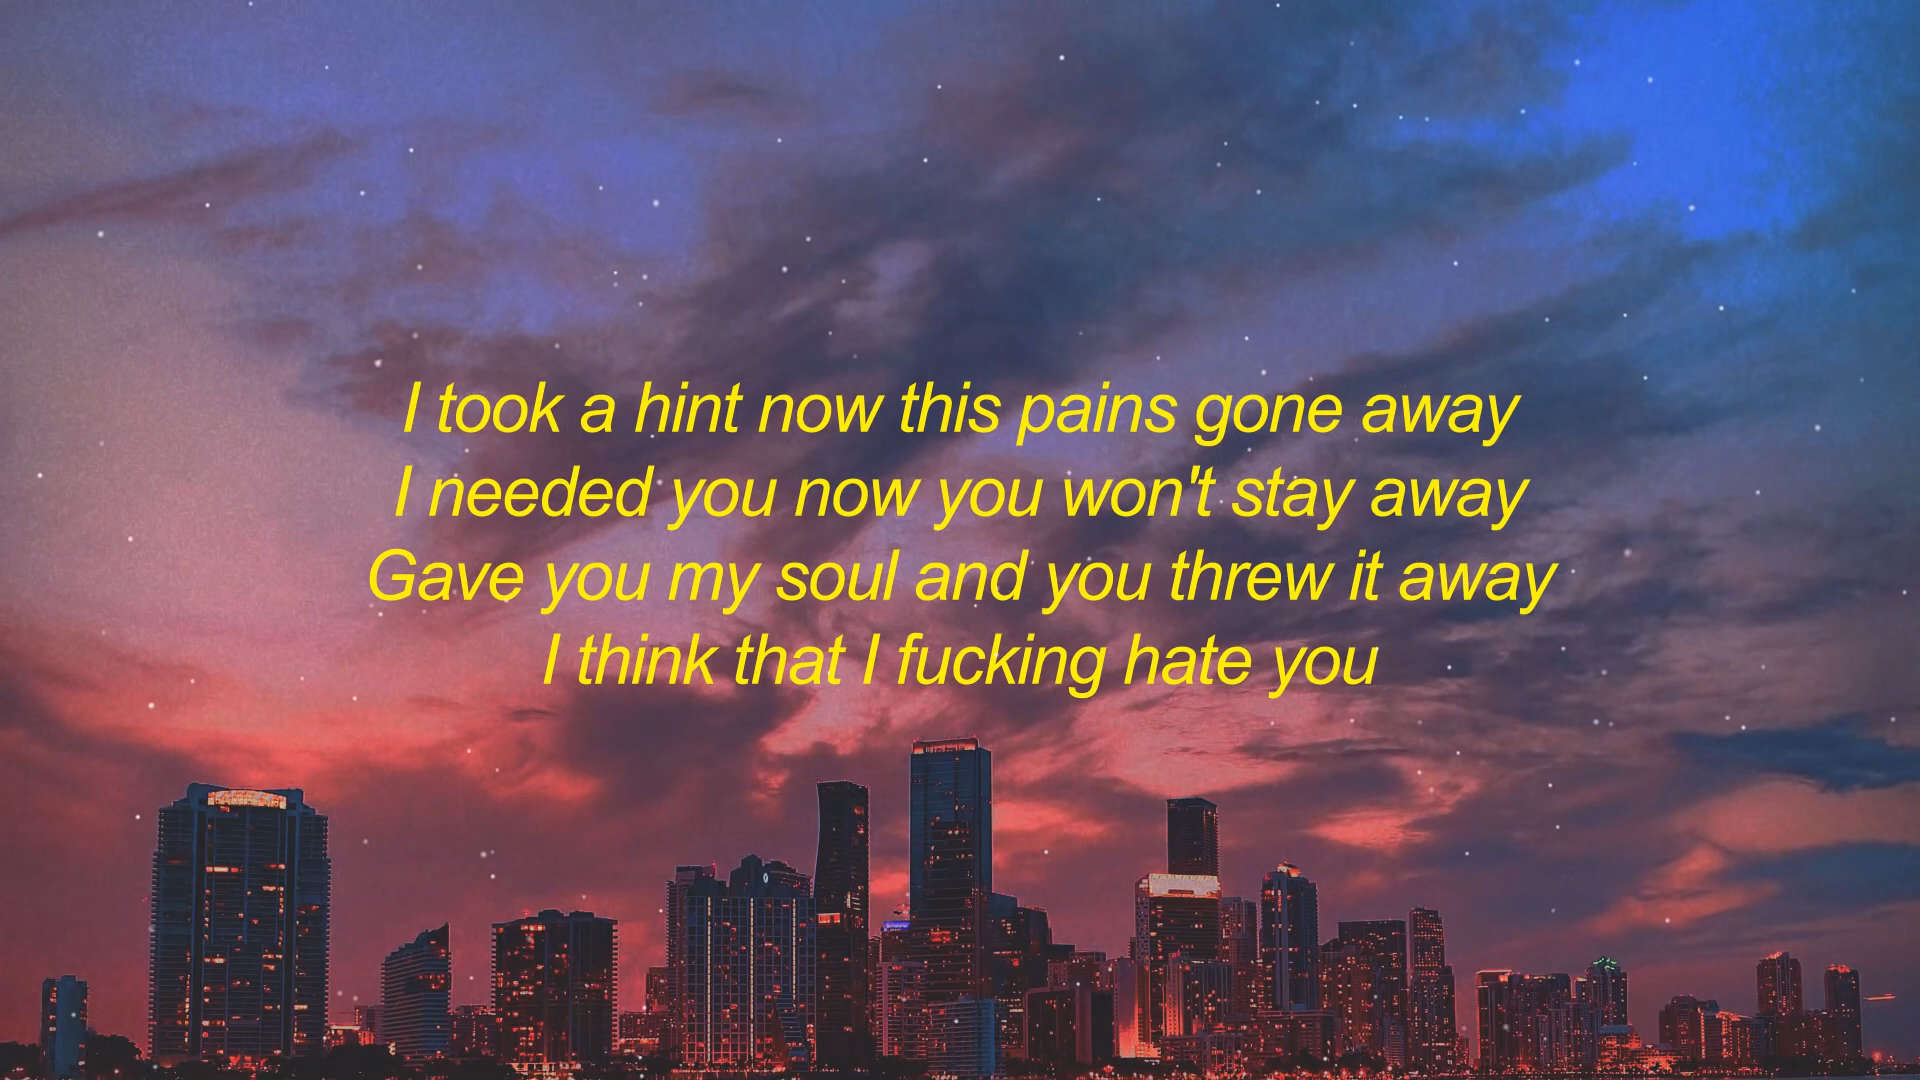 I took a hint now this pains gone away
I needed you now you won't stay away
Gave you my soul and you threw it away
I think that I fucking hate you